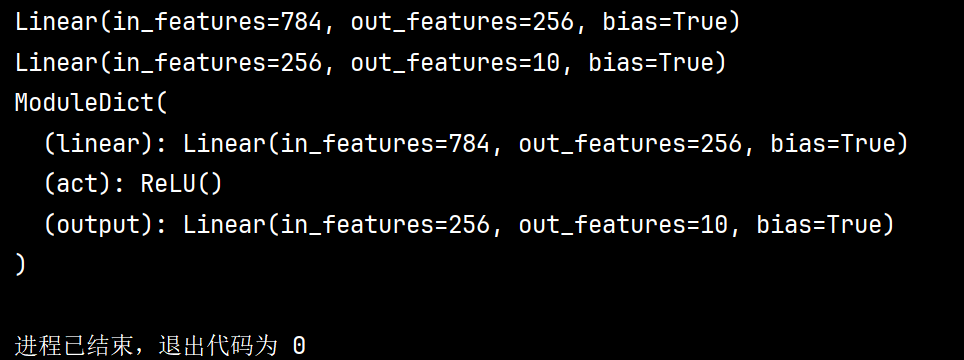 Linear(in_features=784, out_features=256, bias=True)
Linear(in_features=256, out_features=10, bias=True)
ModuleDict(
  (linear): Linear(in_features=784, out_features=256, bias=True)
  (act): ReLU()
  (output): Linear(in_features=256, out_features=10, bias=True)
)
进程已结束，退出代码为 0